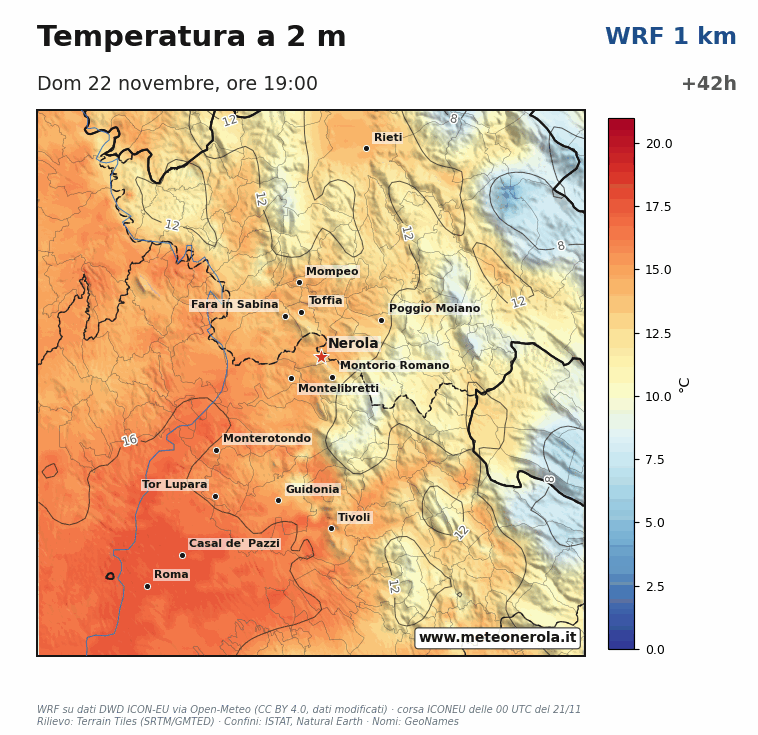 Temperatura a 2 m
WRF 1 km
Dom 22 novembre, ore 19:00
+42h
12
8
Rieti
20.0
12
17.5
12
12
8
Mompeo
15.0
Fara in Sabina
Toffia
Poggio Moiano
12
Nerola
12.5
Montorio Romano
Montelibretti
10.0
°C
16
Monterotondo
7.5
Tor Lupara
Guidonia
8
Tivoli
12
5.0
Casal de' Pazzi
Roma
12
2.5
www.meteonerola.it
0.0
WRF su dati DWD ICON-EU via Open-Meteo (CC BY 4.0, dati modificati) · corsa ICONEU delle 00 UTC del 21/11
Rilievo: Terrain Tiles (SRTM/GMTED) · Confini: ISTAT, Natural Earth · Nomi: GeoNames